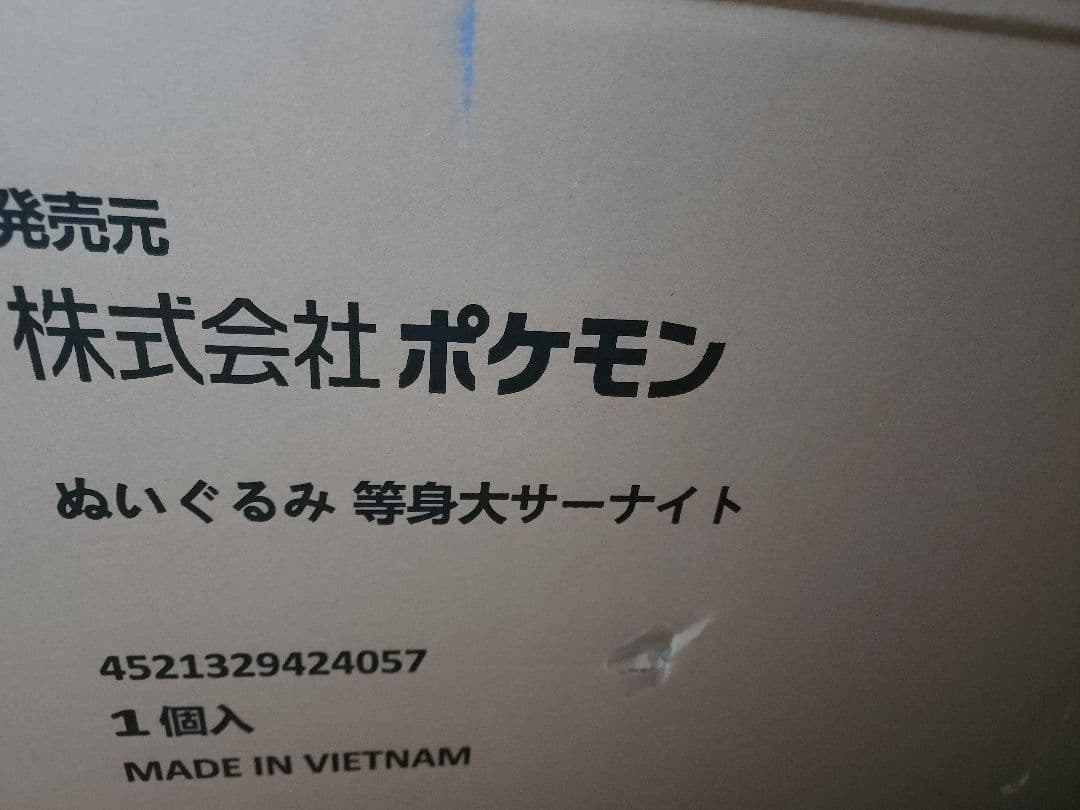 発売元
株式会社ポケモン
ぬいぐるみ 等身大サーナイト
4521329424057
1個入
MADE IN VIETNAM